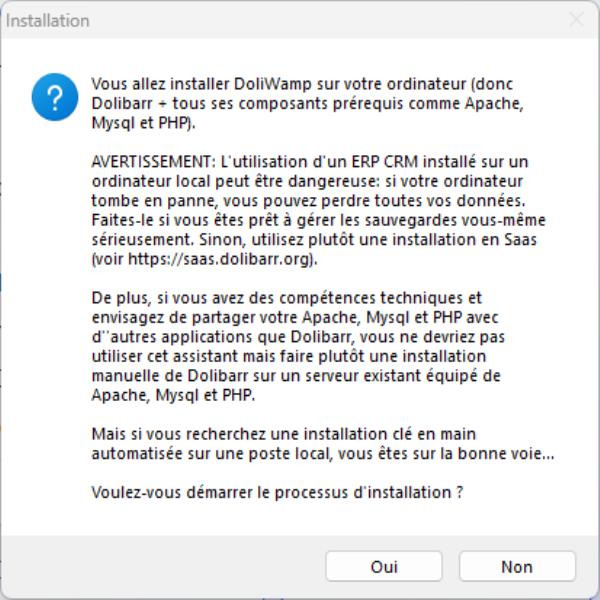 Installation
Vous allez installer DoliWamp sur votre ordinateur (donc
Dolibarr + tous ses composants prérequis comme Apache,
Mysql et PHP).
AVERTISSEMENT: L'utilisation d'un ERP CRM installé sur un
ordinateur local peut être dangereuse: si votre ordinateur
tombe en panne, vous pouvez perdre toutes vos données.
Faites-le si vous êtes prêt à gérer les sauvegardes vous-même
sérieusement. Sinon, utilisez plutôt une installation en Saas
(voir https://saas.dolibarr.org).
De plus, si vous avez des compétences techniques et
envisagez de partager votre Apache, Mysql et PHP avec
d''autres applications que Dolibarr, vous ne devriez pas
utiliser cet assistant mais faire plutôt une installation
manuelle de Dolibarr sur un serveur existant équipé de
Apache, Mysql et PHP.
Mais si vous recherchez une installation clé en main
automatisée sur une poste local, vous êtes sur la bonne voie...
Voulez-vous démarrer le processus d'installation ?
Oui
Non